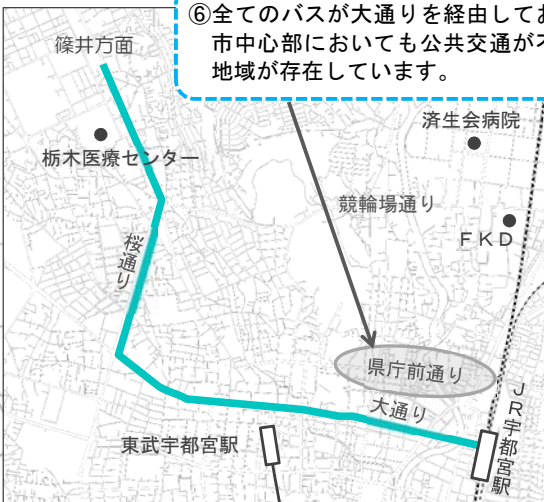 ⑥全てのバスが大通りを経由してお
市中心部においても公共交通が不
地域が存在しています。
篠井方面
済生会病院
栃木医療センター
競輪場通り
FKD
桜通り
県庁前通り
大通り
JR宇都宮駅
東武宇都宮駅